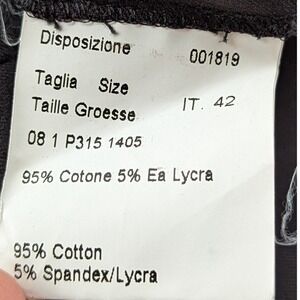 Disposizione 001819
Taglia Size
Taille Groesse IT. 42
08 1 P315 1405
95% Cotone 5% Ea Lycra
95% Cotton
5% Spandex/Lycra